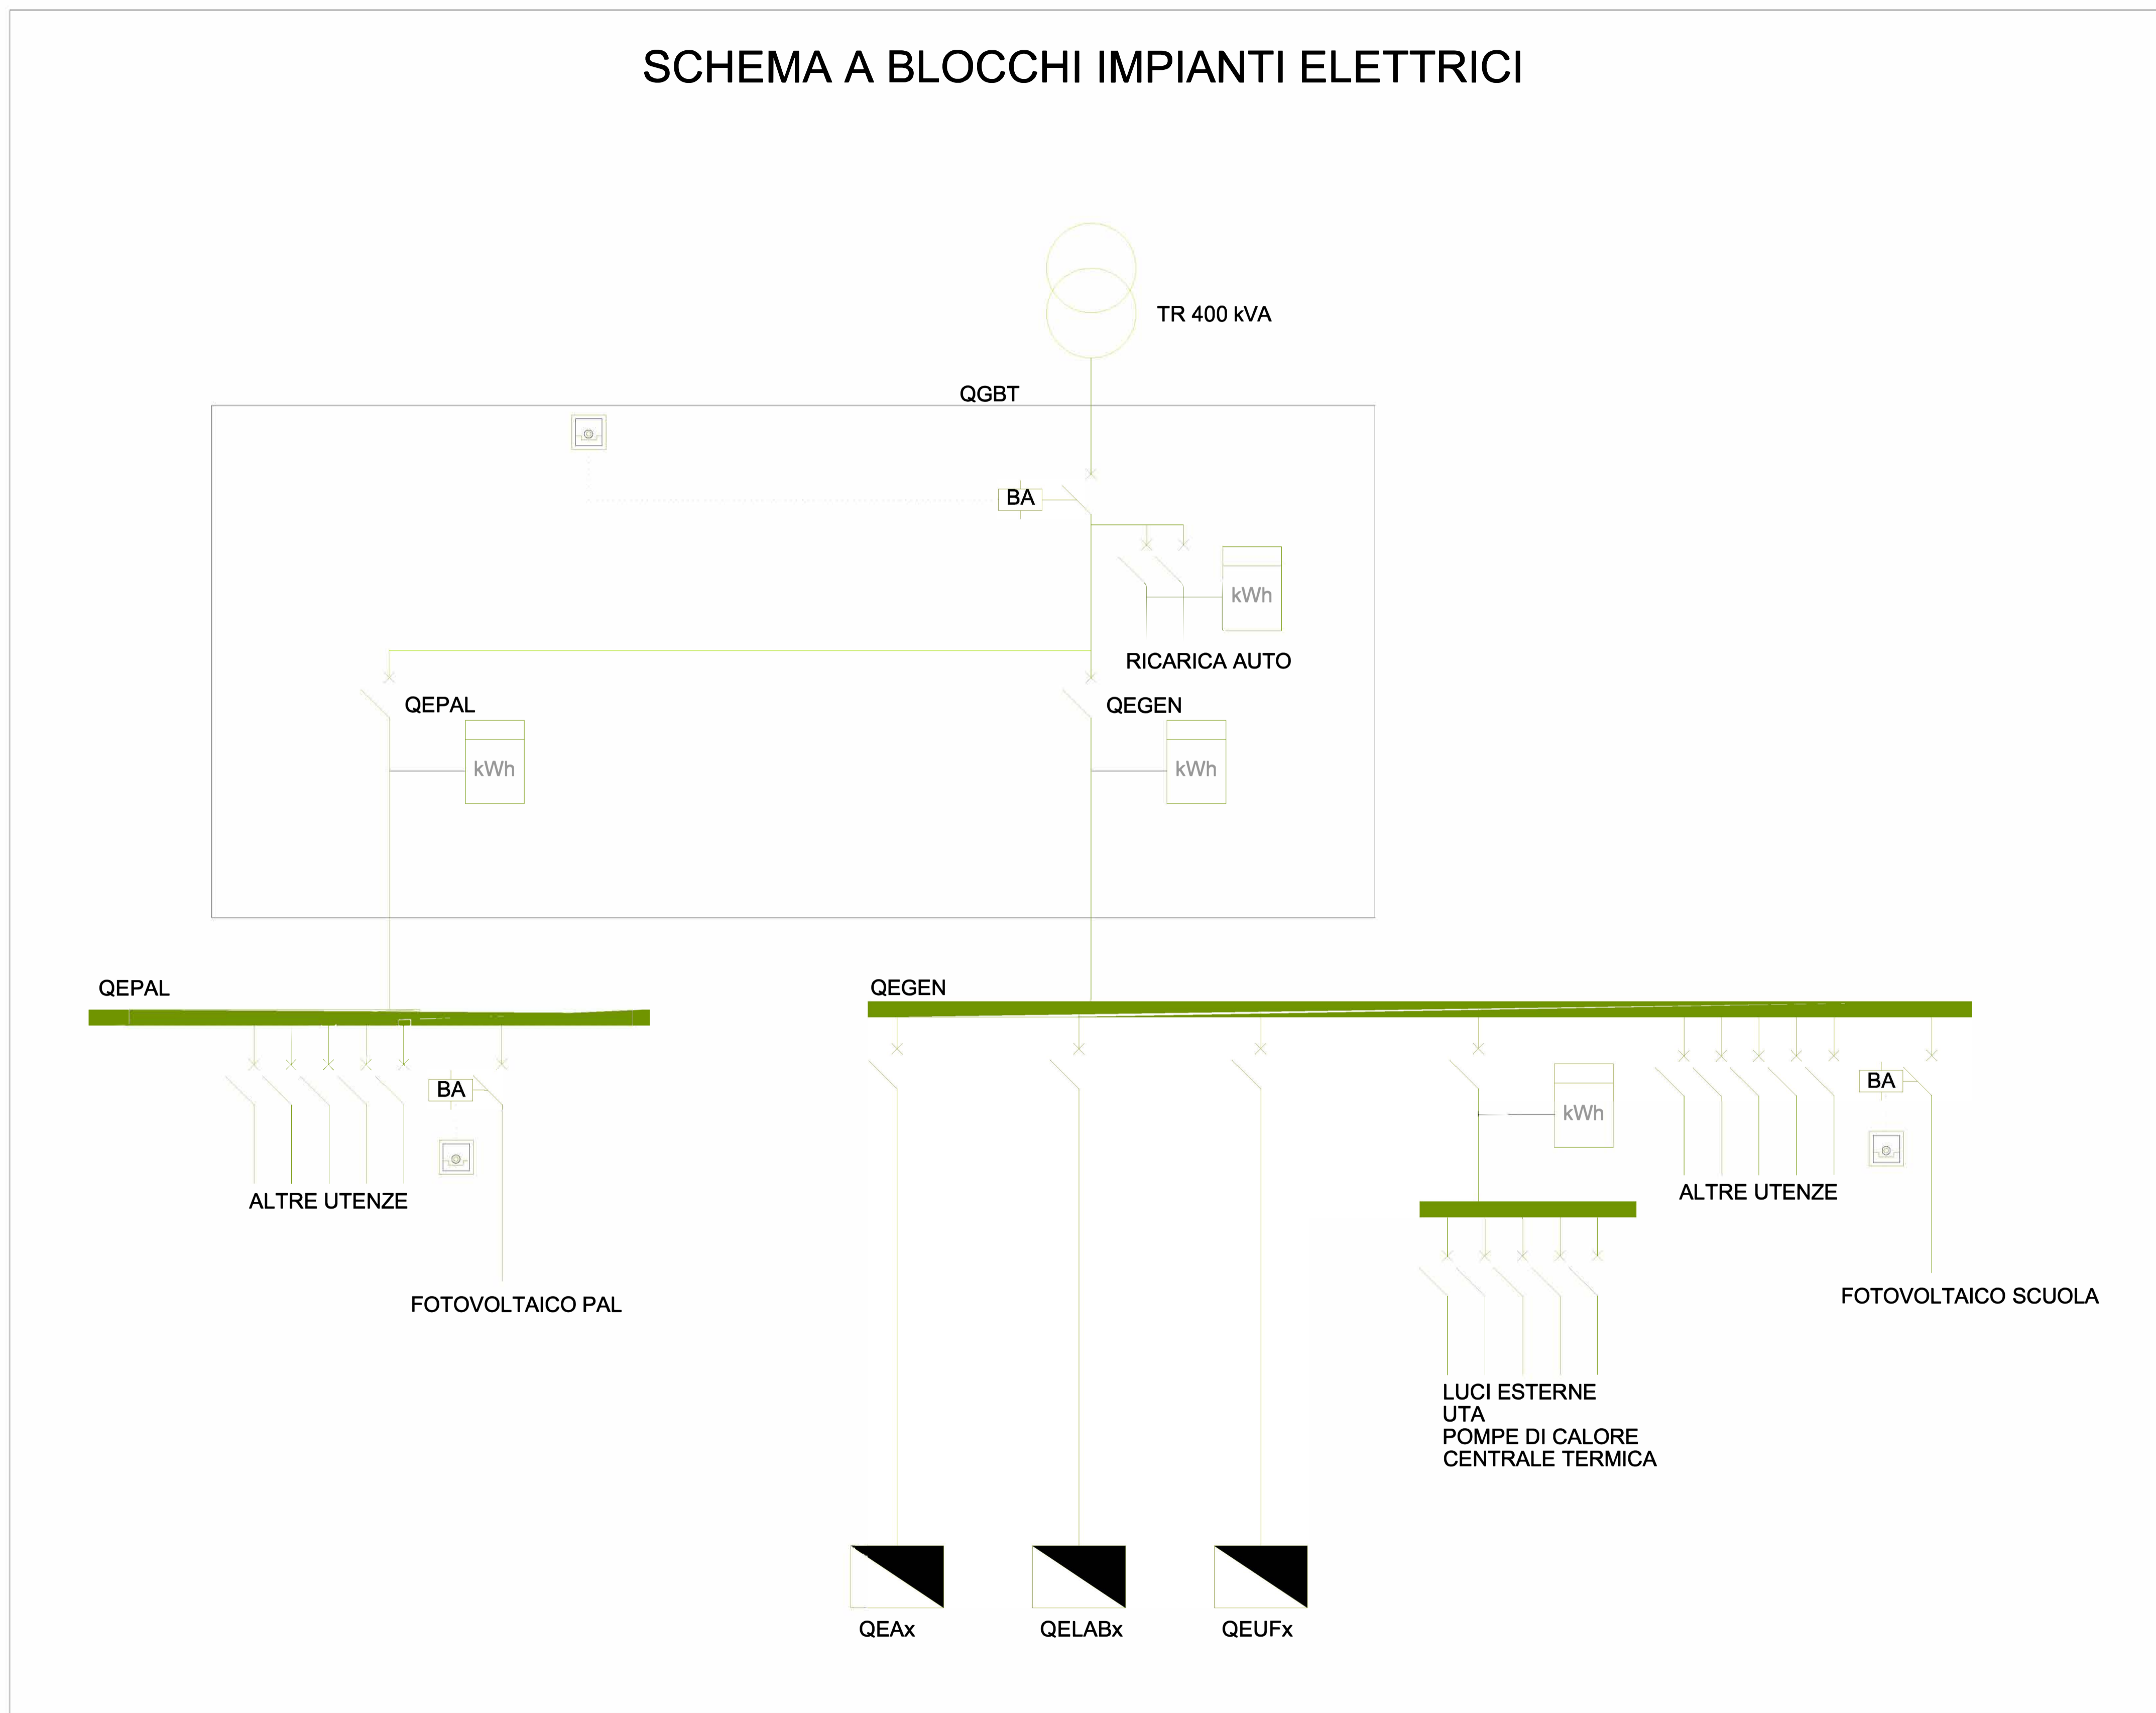 SCHEMA A BLOCCHI IMPIANTI ELETTRICI
TR 400 kVA
QGBT
BA
kWh
RICARICA AUTO
QEPAL
QEGEN
kWh
kWh
QEPAL
QEGEN
BA
BA
kWh
ALTRE UTENZE
ALTRE UTENZE
FOTOVOLTAICO PAL
FOTOVOLTAICO SCUOLA
LUCI ESTERNE
UTA
POMPE DI CALORE
CENTRALE TERMICA
QEAx
QELABx
QEUFx